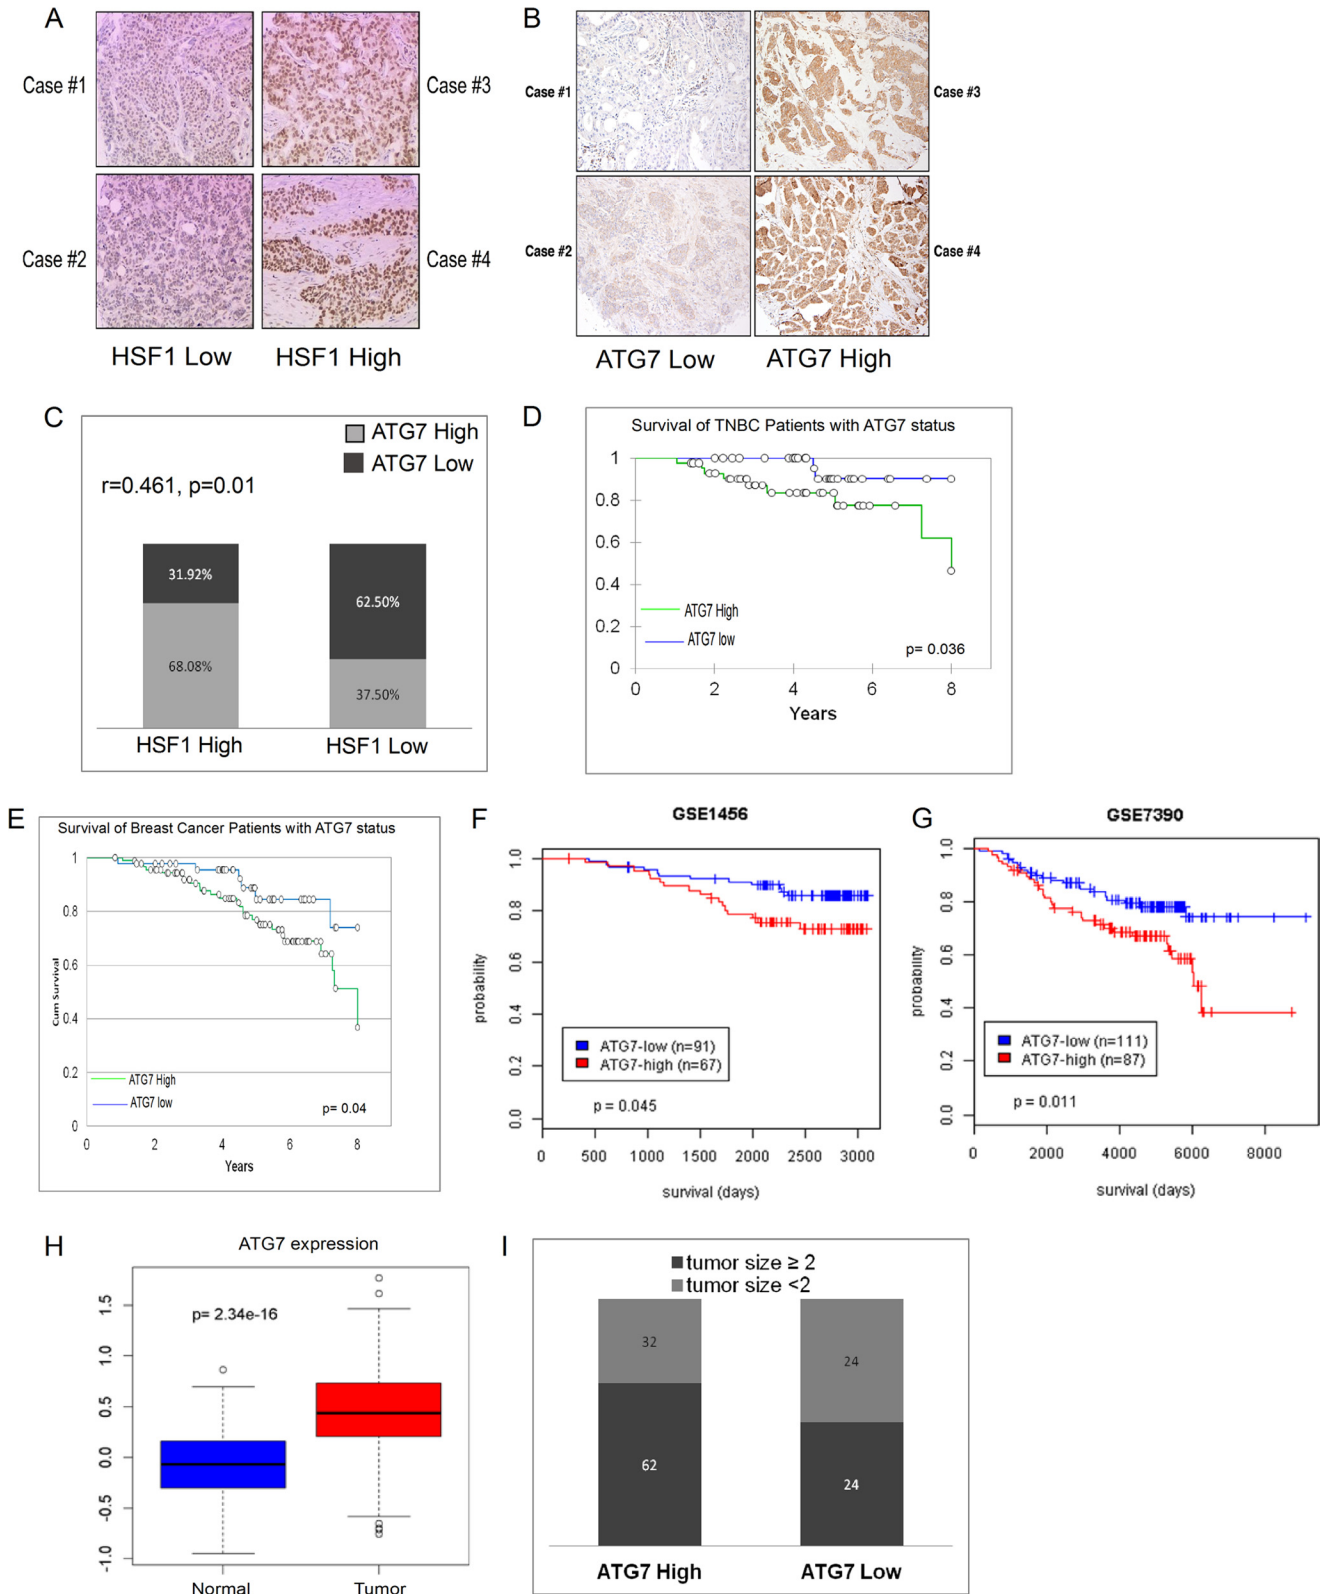 A
Case #1
Case #3
Case #2
Case #4
HSF1 Low
HSF1 High
B
Case #1
Case #3
Case #2
Case #4
ATG7 Low
ATG7 High
C
ATG7 High
ATG7 Low
r=0.461, p=0.01
31.92%
62.50%
68.08%
37.50%
HSF1 High
HSF1 Low
D
Survival of TNBC Patients with ATG7 status
1
0.8
0.6
0.4
0.2
0
ATG7 High
ATG7 low
p= 0.036
0 2 4 6 8
Years
E
Survival of Breast Cancer Patients with ATG7 status
Cum Survival
1
0.8
0.6
0.4
0.2
0
ATG7 High
ATG7 low
p= 0.04
0 2 4 6 8
Years
F
GSE1456
probability
1.0
0.8
0.6
0.4
0.2
0.0
ATG7-low (n=91)
ATG7-high (n=67)
p = 0.045
0 500 1000 1500 2000 2500 3000
survival (days)
G
GSE7390
probability
1.0
0.8
0.6
0.4
0.2
0.0
ATG7-low (n=111)
ATG7-high (n=87)
p = 0.011
0 2000 4000 6000 8000
survival (days)
H
ATG7 expression
p= 2.34e-16
1.5
1.0
0.5
0.0
-0.5
-1.0
Normal
Tumor
I
tumor size ≥ 2
tumor size <2
32
24
62
24
ATG7 High
ATG7 Low